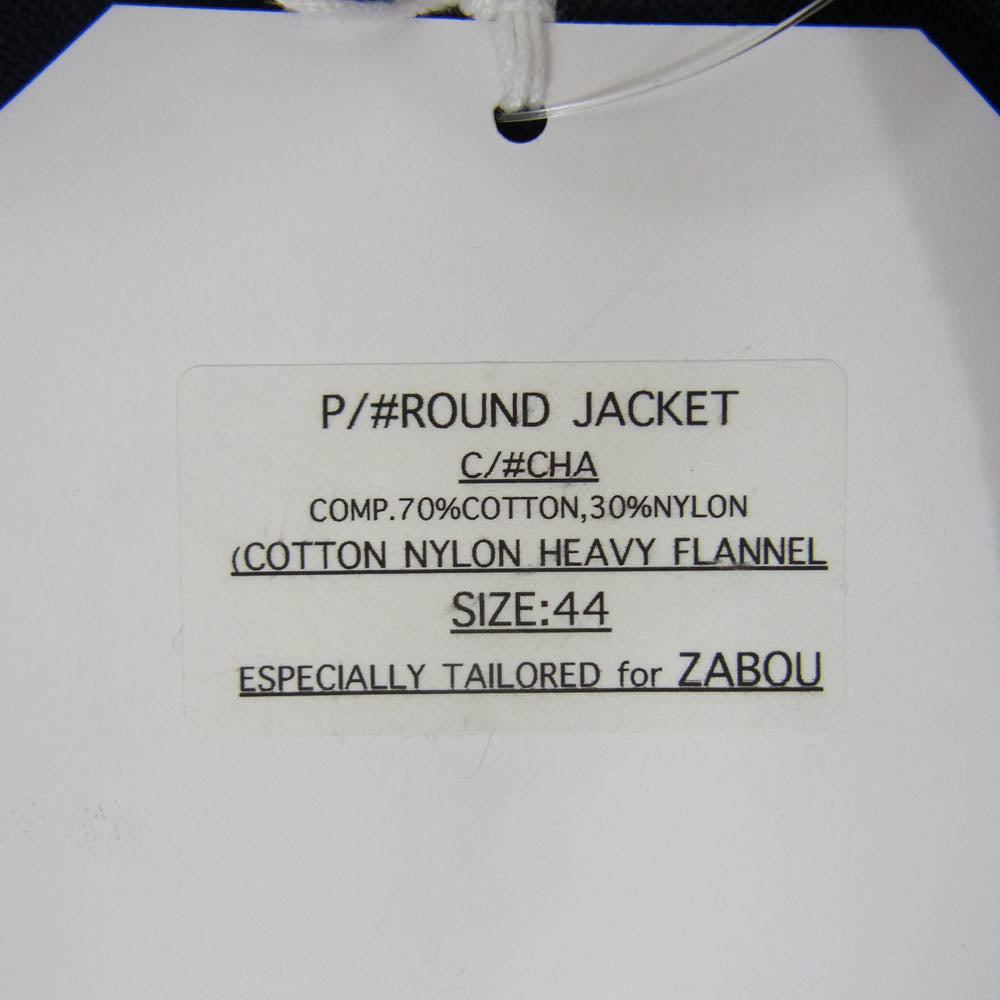 P/#ROUND JACKET
C/#CHA
COMP.70%COTTON,30%NYLON
(COTTON NYLON HEAVY FLANNEL
SIZE:44
ESPECIALLY TAILORED for ZABOU